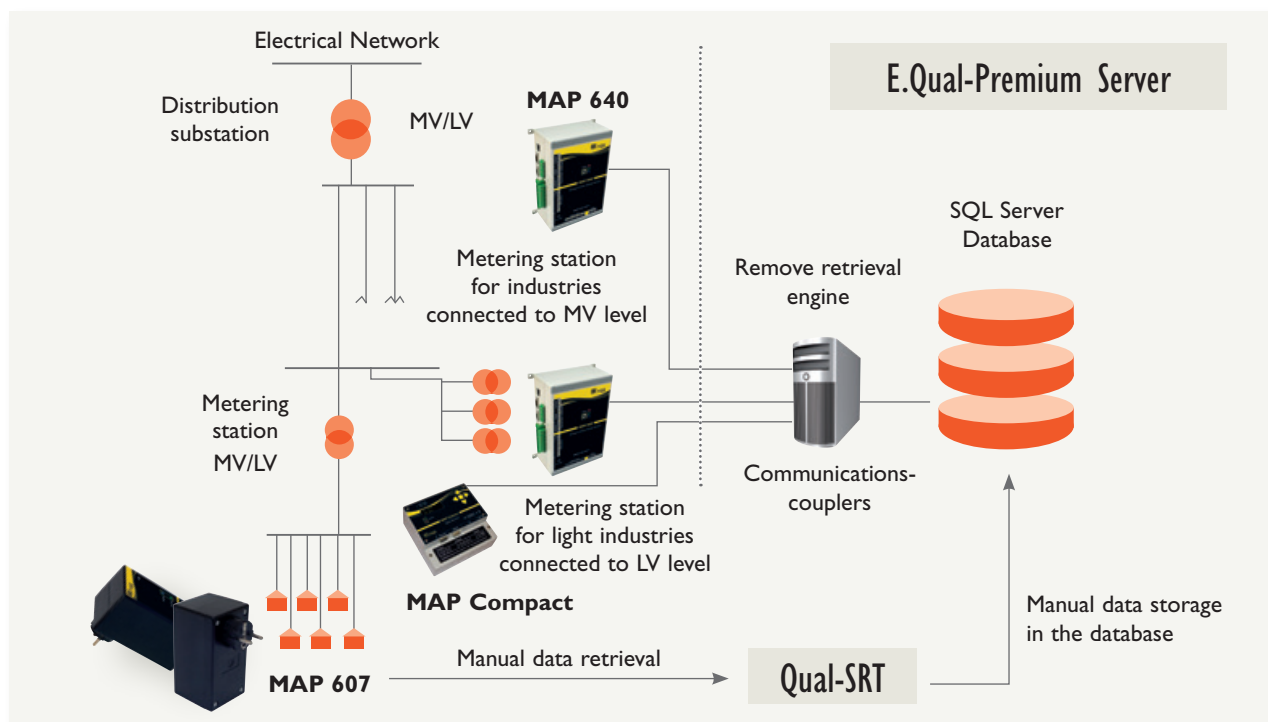 Electrical Network
Distribution
substation
MV/LV
MAP 640
E.Qual-Premium Server
Metering station
for industries
connected to MV level
Remove retrieval
engine
SQL Server
Database
Metering
station
MV/LV
Communications-
couplers
Metering station
for light industries
connected to LV level
MAP Compact
MAP 607
Manual data retrieval
Qual-SRT
Manual data storage
in the database